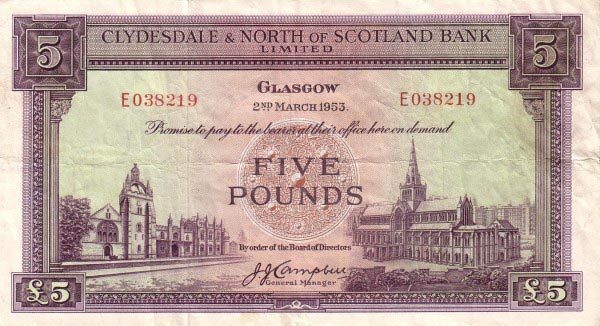 5 CLYDESDALE & NORTH OF SCOTLAND BANK 5
LIMITED
GLASGOW
E038219 2ND MARCH 1953. E038219
Promise to pay to the bearer at their office here on demand
FIVE
POUNDS
By order of the Board of Directors
J.J. Campbell
General Manager
£5 £5